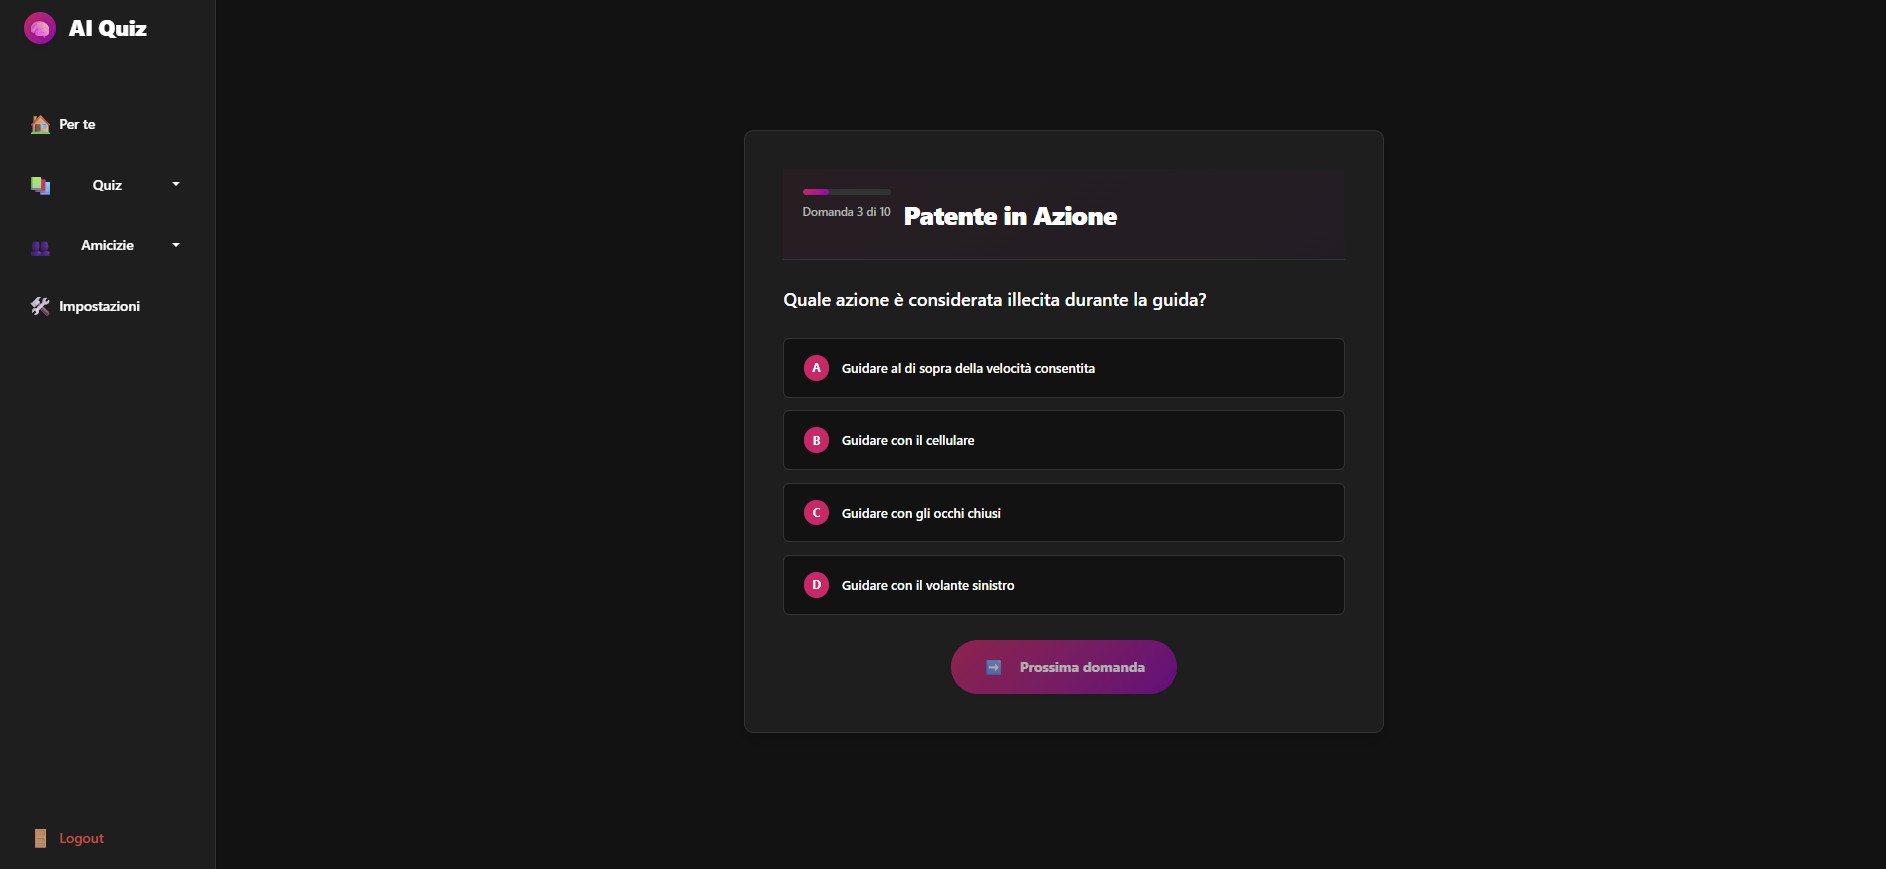 AI Quiz
Per te
Quiz
Amicizie
Impostazioni
Logout
Domanda 3 di 10
Patente in Azione
Quale azione è considerata illecita durante la guida?
A Guidare al di sopra della velocità consentita
B Guidare con il cellulare
C Guidare con gli occhi chiusi
D Guidare con il volante sinistro
Prossima domanda